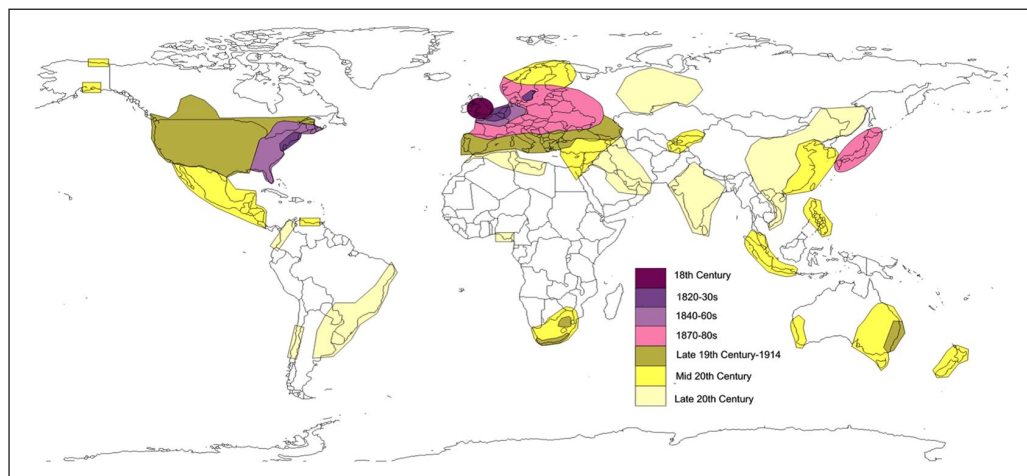 18th Century
1820-30s
1840-60s
1870-80s
Late 19th Century-1914
Mid 20th Century
Late 20th Century